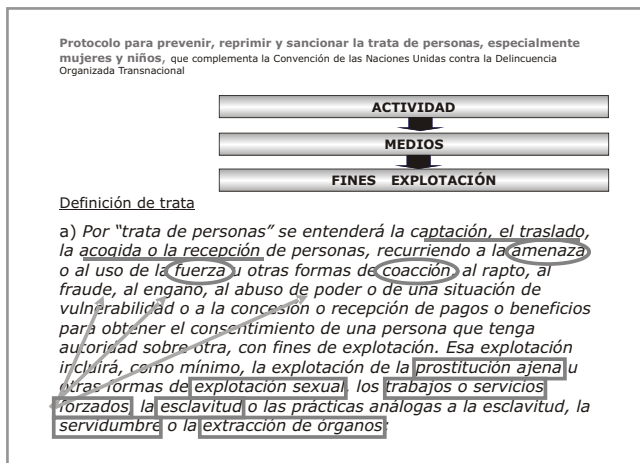 Protocolo para prevenir, reprimir y sancionar la trata de personas, especialmente
mujeres y niños, que complementa la Convención de las Naciones Unidas contra la Delincuencia
Organizada Transnacional
ACTIVIDAD
MEDIOS
FINES EXPLOTACIÓN
Definición de trata
a) Por “trata de personas” se entenderá la captación, el traslado,
la acogida o la recepción de personas, recurriendo a la amenaza
o al uso de la fuerza u otras formas de coacción, al rapto, al
fraude, al engaño, al abuso de poder o de una situación de
vulnerabilidad o a la concesión o recepción de pagos o beneficios
para obtener el consentimiento de una persona que tenga
autoridad sobre otra, con fines de explotación. Esa explotación
incluirá, como mínimo, la explotación de la prostitución ajena u
otras formas de explotación sexual, los trabajos o servicios
forzados, la esclavitud o las prácticas análogas a la esclavitud, la
servidumbre o la extracción de órganos;